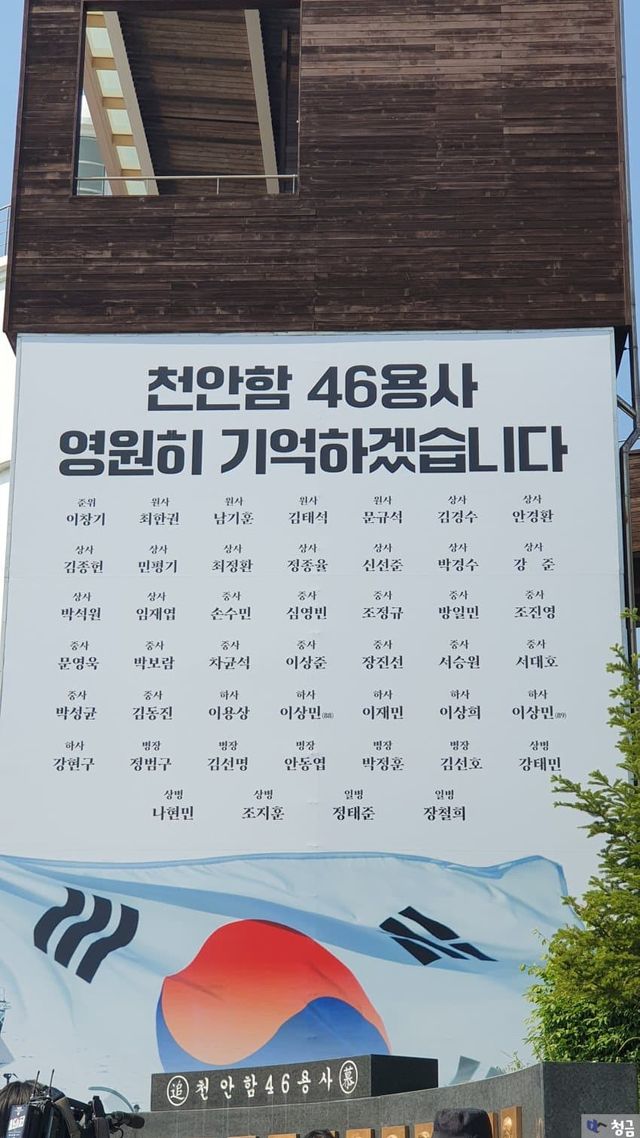 천안함 46용사
영원히 기억하겠습니다
준위 원사 원사 원사 원사 상사 상사
이창기 최한권 남기훈 김태석 문규석 김경수 안경환
상사 상사 상사 상사 상사 상사 상사
김종헌 민평기 최정환 정종율 신선준 박경수 강 준
상사 상사 중사 중사 중사 중사 중사
박석원 임재엽 손수민 심영빈 조정규 방일민 조진영
중사 중사 중사 중사 중사 중사 중사
문영욱 박보람 차균석 이상준 장진선 서승원 서대호
중사 중사 하사 하사 하사 하사 하사
박성균 김동진 이용상 이상민(88) 이재민 이상희 이상민(89)
하사 병장 병장 병장 병장 병장 상병
강현구 정범구 김선명 안동엽 박정훈 김선호 강태민
상병 상병 일병 일병
나현민 조지훈 정태준 장철희
追 천안함46용사 慕
청금